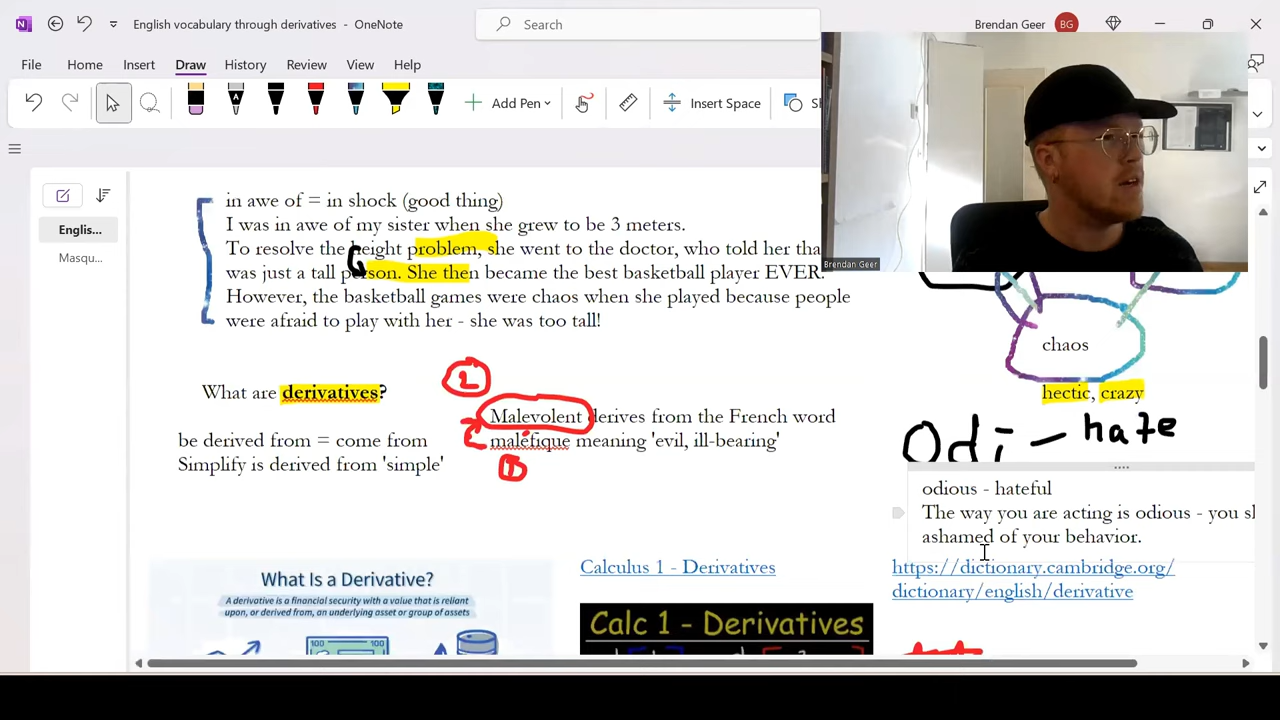 English vocabulary through derivatives - OneNote
Search
Brendan Geer
BG
File
Home
Insert
Draw
History
Review
View
Help
A
Add Pen
Insert Space
in awe of = in shock (good thing)
I was in awe of my sister when she grew to be 3 meters.
To resolve the height problem, she went to the doctor, who told her
was just a tall person. She then became the best basketball player EVER.
However, the basketball games were chaos when she played because people
were afraid to play with her - she was too tall!
Englis...
Masqu...
Brendan Geer
chaos
hectic, crazy
What are derivatives?
2
Malevolent derives from the French word
maléfique meaning 'evil, ill-bearing'
1
be derived from = come from
Simplify is derived from 'simple'
Odi - hate
odious - hateful
The way you are acting is odious - you
ashamed of your behavior.
https://dictionary.cambridge.org/
dictionary/english/derivative
What Is a Derivative?
A derivative is a financial security with a value that is reliant
upon, or derived from, an underlying asset or group of assets
100
100
Calculus 1 - Derivatives
Calc 1 - Derivatives